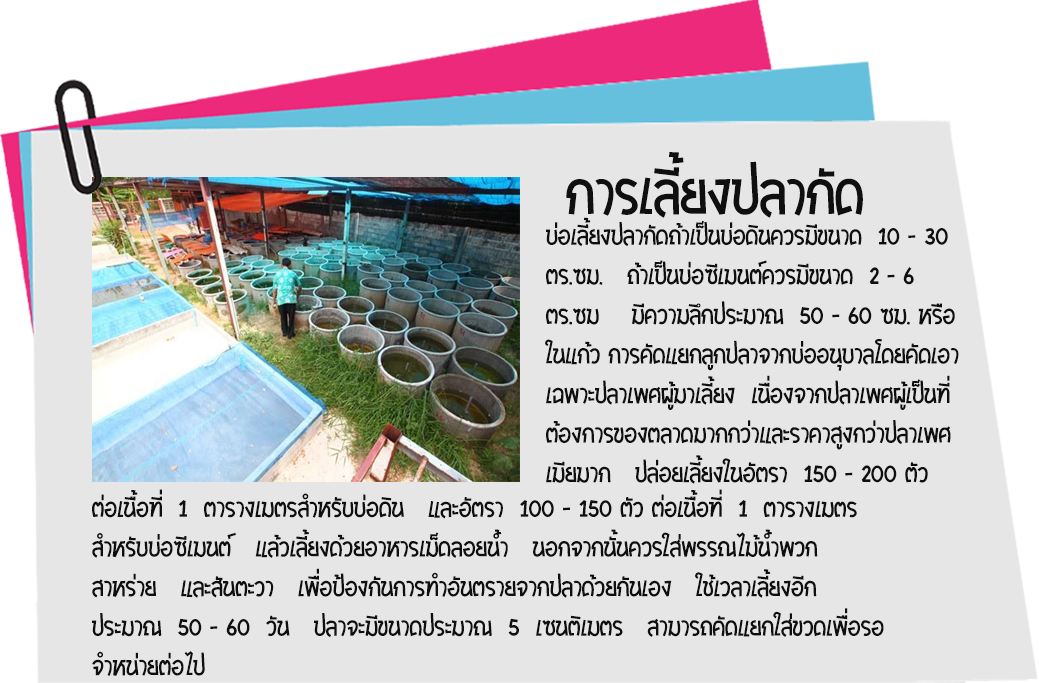 การเลี้ยงปลากัด
บ่อเลี้ยงปลากัดถ้าเป็นบ่อดินควรมีขนาด 10 - 30
ตร.ซม. ถ้าเป็นบ่อซีเมนต์ควรมีขนาด 2 - 6
ตร.ซม มีความลึกประมาณ 50 - 60 ซม. หรือ
ในแก้ว การคัดแยกลูกปลาจากบ่ออนุบาลโดยคัดเอา
เฉพาะปลาเพศผู้มาเลี้ยง เนื่องจากปลาเพศผู้เป็นที่
ต้องการของตลาดมากกว่าและราคาสูงกว่าปลาเพศ
เมียมาก ปล่อยเลี้ยงในอัตรา 150 - 200 ตัว
ต่อเนื้อที่ 1 ตารางเมตรสำหรับบ่อดิน และอัตรา 100 - 150 ตัว ต่อเนื้อที่ 1 ตารางเมตร
สำหรับบ่อซีเมนต์ แล้วเลี้ยงด้วยอาหารเม็ดลอยน้ำ นอกจากนั้นควรใส่พรรณไม้น้ำพวก
สาหร่าย และสันตะวา เพื่อป้องกันการทำอันตรายจากปลาด้วยกันเอง ใช้เวลาเลี้ยงอีก
ประมาณ 50 - 60 วัน ปลาจะมีขนาดประมาณ 5 เซนติเมตร สามารถคัดแยกใส่ขวดเพื่อรอ
จำหน่ายต่อไป